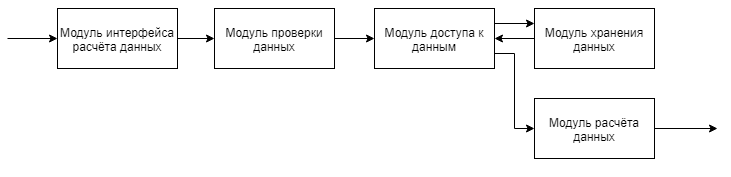 Модуль интерфейса
расчёта данных
Модуль проверки
данных
Модуль доступа к
данным
Модуль хранения
данных
Модуль расчёта
данных